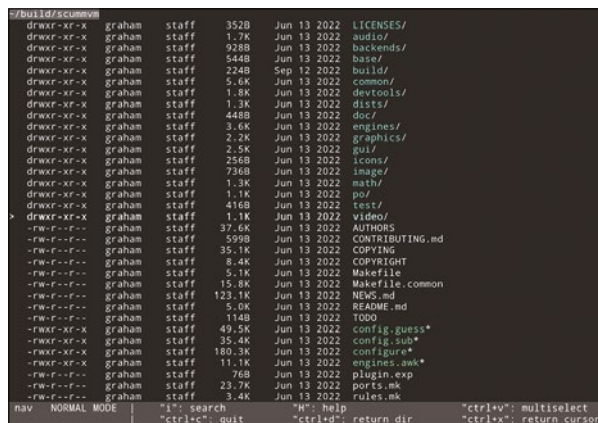 ~/build/scummvm
drwxr-xr-x graham staff 352B Jun 13 2022 LICENSES/
drwxr-xr-x graham staff 1.7K Jun 13 2022 audio/
drwxr-xr-x graham staff 928B Jun 13 2022 backends/
drwxr-xr-x graham staff 544B Jun 13 2022 base/
drwxr-xr-x graham staff 224B Sep 12 2022 build/
drwxr-xr-x graham staff 5.6K Jun 13 2022 common/
drwxr-xr-x graham staff 1.8K Jun 13 2022 devtools/
drwxr-xr-x graham staff 1.3K Jun 13 2022 dists/
drwxr-xr-x graham staff 448B Jun 13 2022 doc/
drwxr-xr-x graham staff 3.6K Jun 13 2022 engines/
drwxr-xr-x graham staff 2.2K Jun 13 2022 graphics/
drwxr-xr-x graham staff 2.5K Jun 13 2022 gui/
drwxr-xr-x graham staff 256B Jun 13 2022 icons/
drwxr-xr-x graham staff 736B Jun 13 2022 image/
drwxr-xr-x graham staff 1.3K Jun 13 2022 math/
drwxr-xr-x graham staff 1.1K Jun 13 2022 po/
drwxr-xr-x graham staff 416B Jun 13 2022 test/
> drwxr-xr-x graham staff 1.1K Jun 13 2022 video/
-rw-r--r-- graham staff 37.6K Jun 13 2022 AUTHORS
-rw-r--r-- graham staff 599B Jun 13 2022 CONTRIBUTING.md
-rw-r--r-- graham staff 35.1K Jun 13 2022 COPYING
-rw-r--r-- graham staff 8.4K Jun 13 2022 COPYRIGHT
-rw-r--r-- graham staff 5.1K Jun 13 2022 Makefile
-rw-r--r-- graham staff 15.8K Jun 13 2022 Makefile.common
-rw-r--r-- graham staff 123.1K Jun 13 2022 NEWS.md
-rw-r--r-- graham staff 5.0K Jun 13 2022 README.md
-rw-r--r-- graham staff 114B Jun 13 2022 TODO
-rwxr-xr-x graham staff 49.5K Jun 13 2022 config.guess*
-rwxr-xr-x graham staff 35.4K Jun 13 2022 config.sub*
-rwxr-xr-x graham staff 180.3K Jun 13 2022 configure*
-rwxr-xr-x graham staff 11.1K Jun 13 2022 engines.awk*
-rw-r--r-- graham staff 76B Jun 13 2022 plugin.exp
-rw-r--r-- graham staff 23.7K Jun 13 2022 ports.mk
-rw-r--r-- graham staff 3.4K Jun 13 2022 rules.mk
nav NORMAL MODE | "i": search "H": help "ctrl+v": multiselect
| "ctrl+c": quit "ctrl+d": return dir "ctrl+x": return cursor